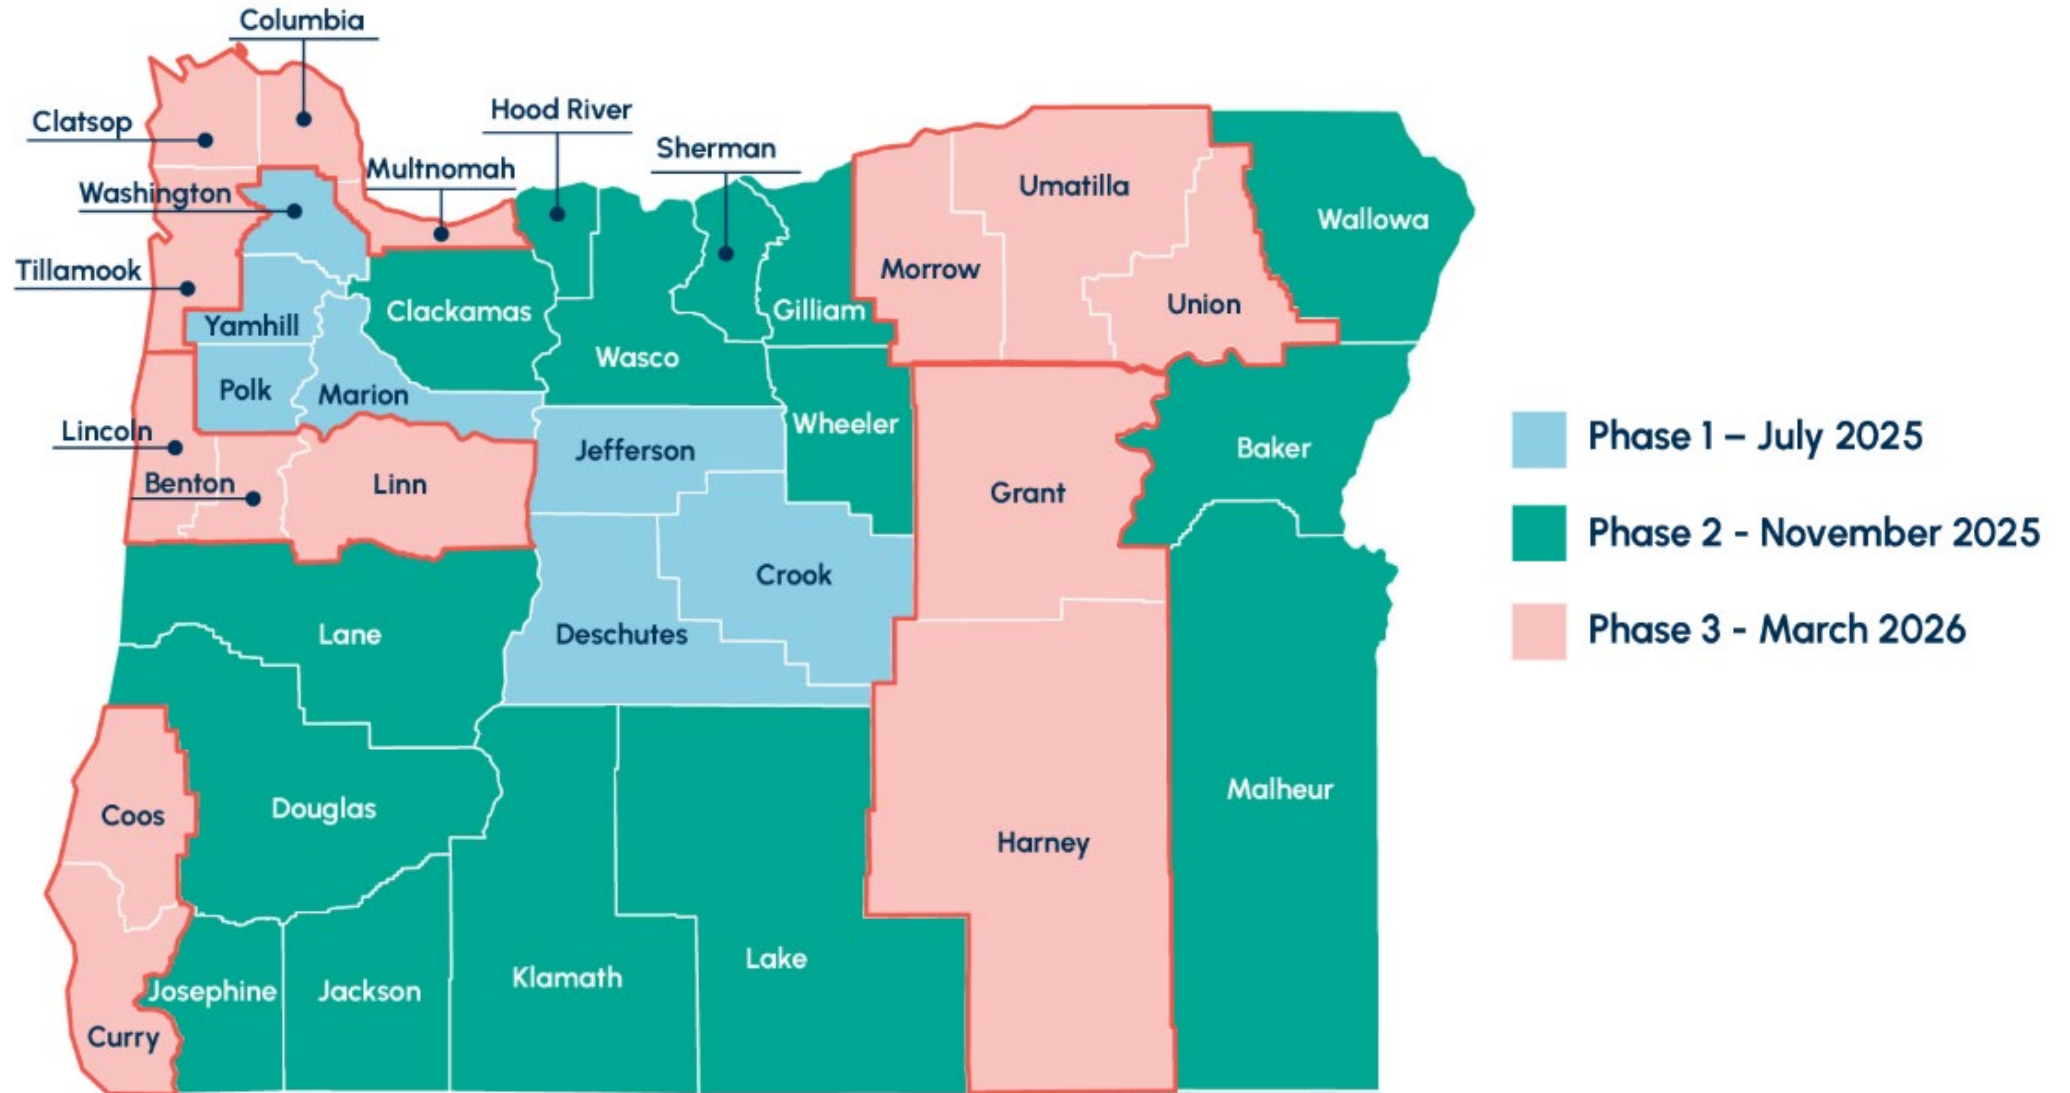 Columbia
Clatsop
Hood River
Sherman
Multnomah
Washington
Umatilla
Wallowa
Tillamook
Morrow
Union
Yamhill
Clackamas
Gilliam
Wasco
Polk
Marion
Wheeler
Lincoln
Jefferson
Baker
Benton
Linn
Grant
Crook
Lane
Deschutes
Coos
Douglas
Malheur
Harney
Josephine
Jackson
Klamath
Lake
Curry
Phase 1 – July 2025
Phase 2 - November 2025
Phase 3 - March 2026